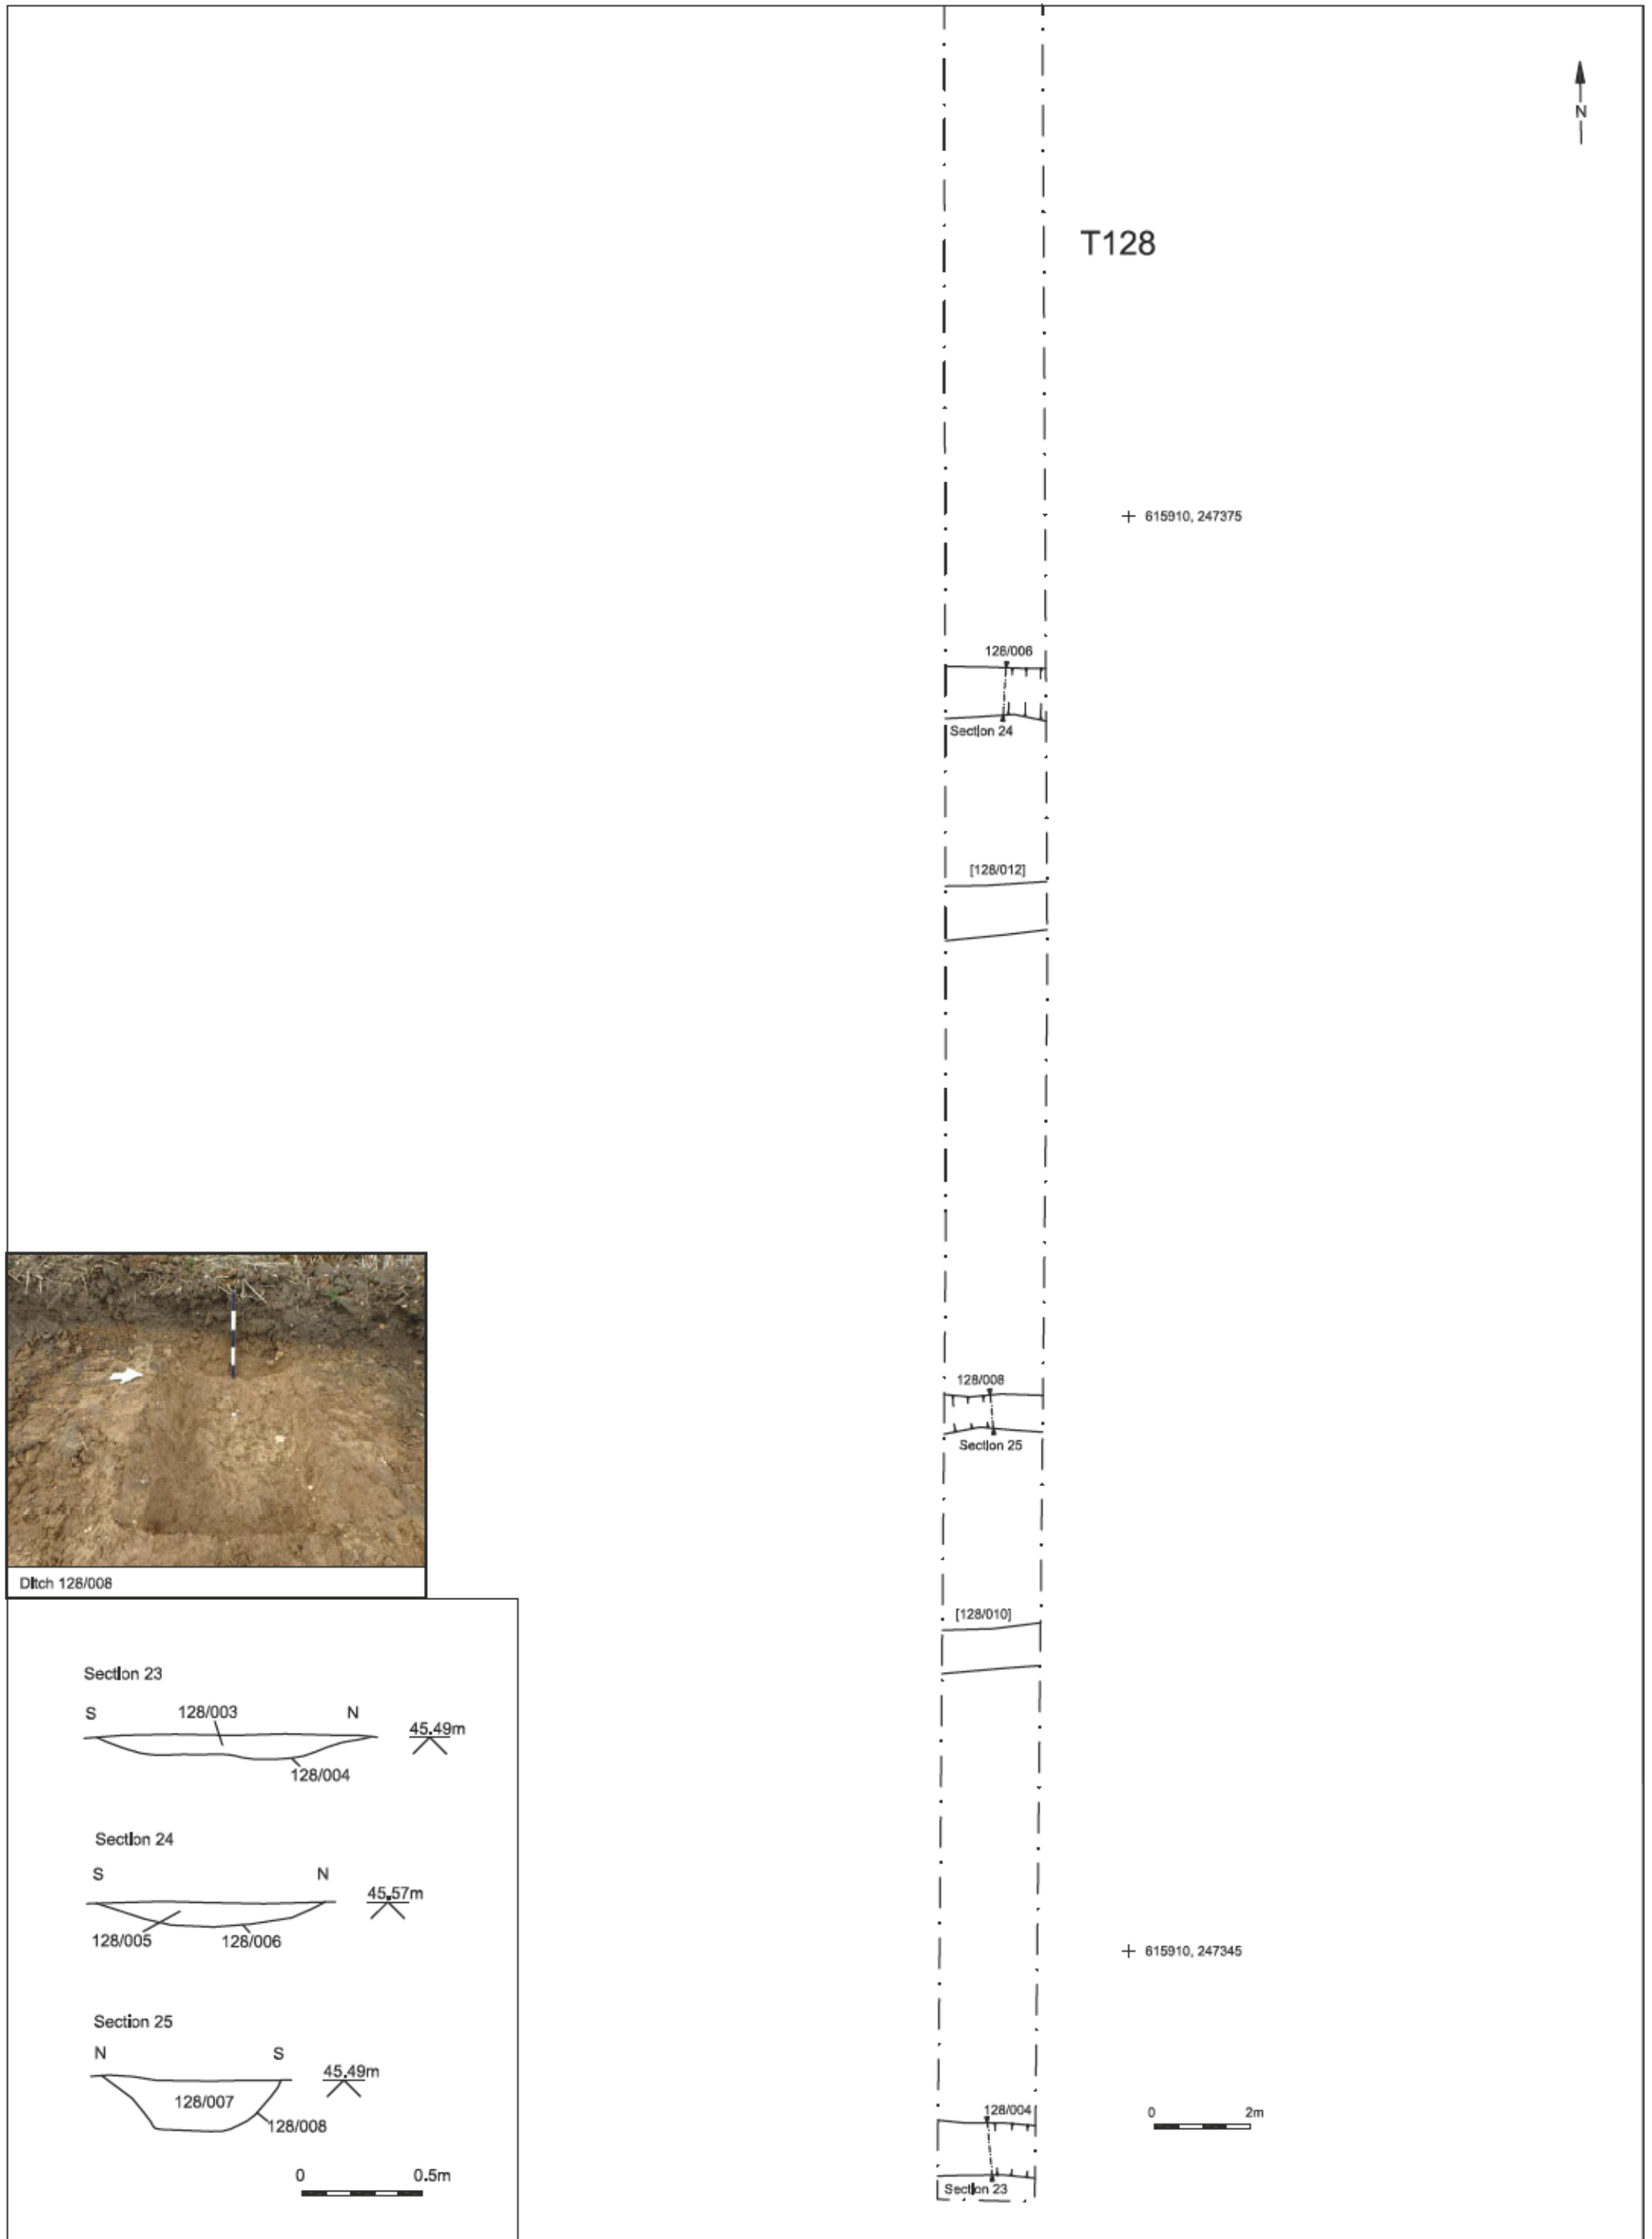 N
T128
+ 615910, 247375
128/006
Section 24
[128/012]
128/008
Section 25
[128/010]
+ 615910, 247345
128/004
Section 23
0 2m
Ditch 128/008
Section 23
S 128/003 N
45.49m
128/004
Section 24
S N
45.57m
128/005 128/006
Section 25
N S
45.49m
128/007
128/008
0 0.5m